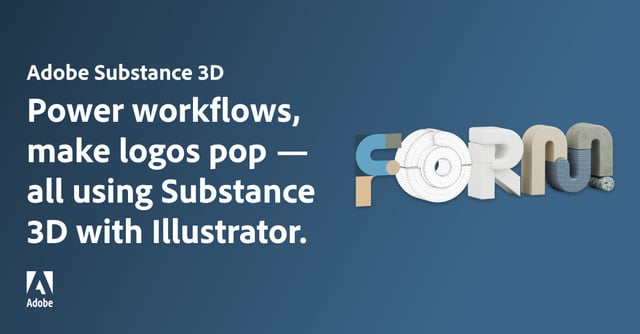 Adobe Substance 3D
Power workflows,
make logos pop —
all using Substance
3D with Illustrator.
FORM
Adobe